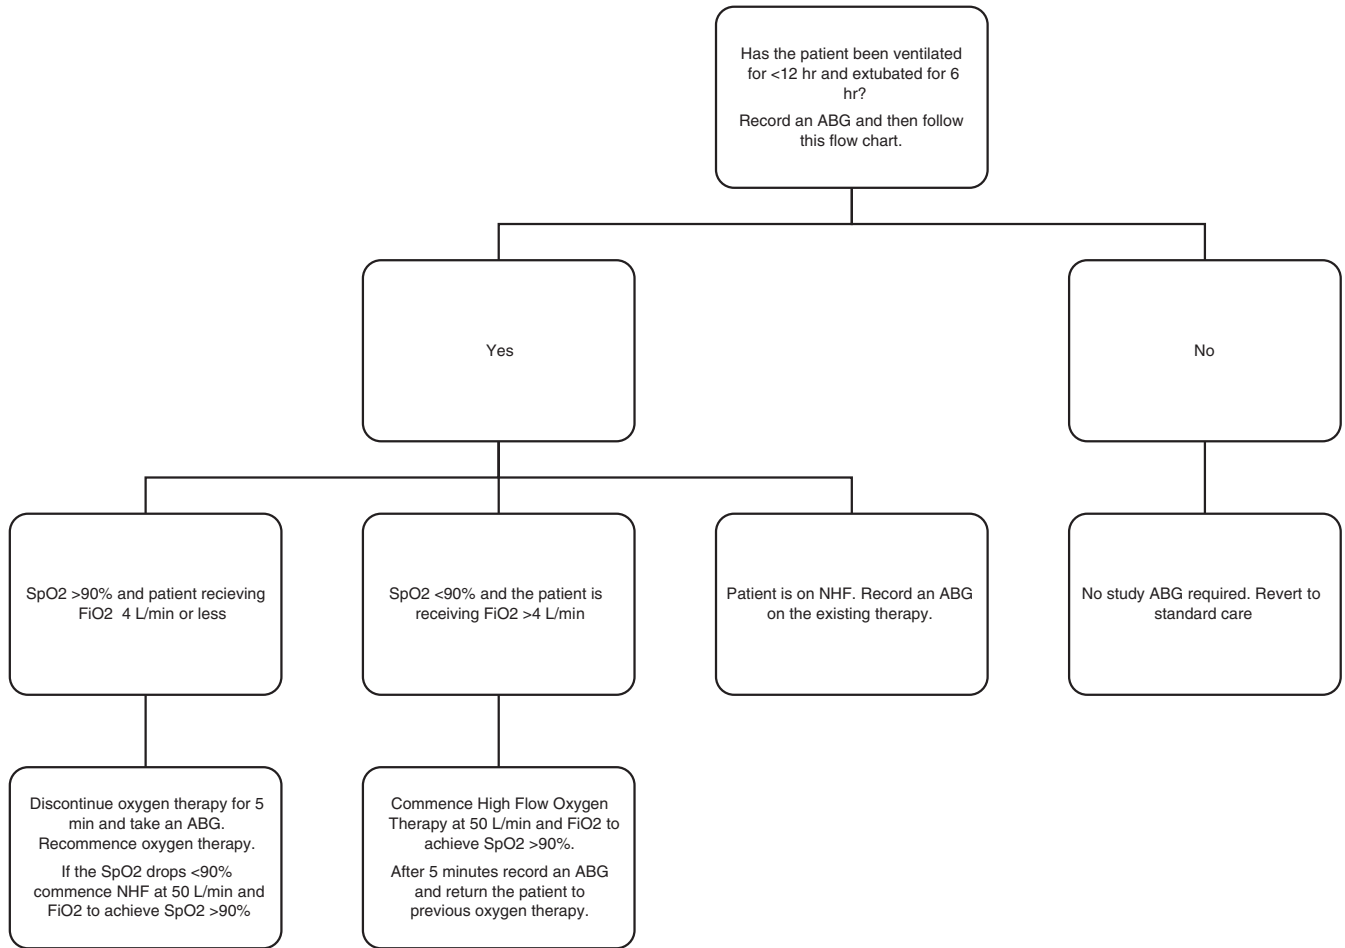 Has the patient been ventilated
for <12 hr and extubated for 6
hr?
Record an ABG and then follow
this flow chart.
Yes
No
SpO2 >90% and patient recieving
FiO2 4 L/min or less
SpO2 <90% and the patient is
receiving FiO2 >4 L/min
Patient is on NHF. Record an ABG
on the existing therapy.
No study ABG required. Revert to
standard care
Discontinue oxygen therapy for 5
min and take an ABG.
Recommence oxygen therapy.
If the SpO2 drops <90%
commence NHF at 50 L/min and
FiO2 to achieve SpO2 >90%
Commence High Flow Oxygen
Therapy at 50 L/min and FiO2 to
achieve SpO2 >90%.
After 5 minutes record an ABG
and return the patient to
previous oxygen therapy.